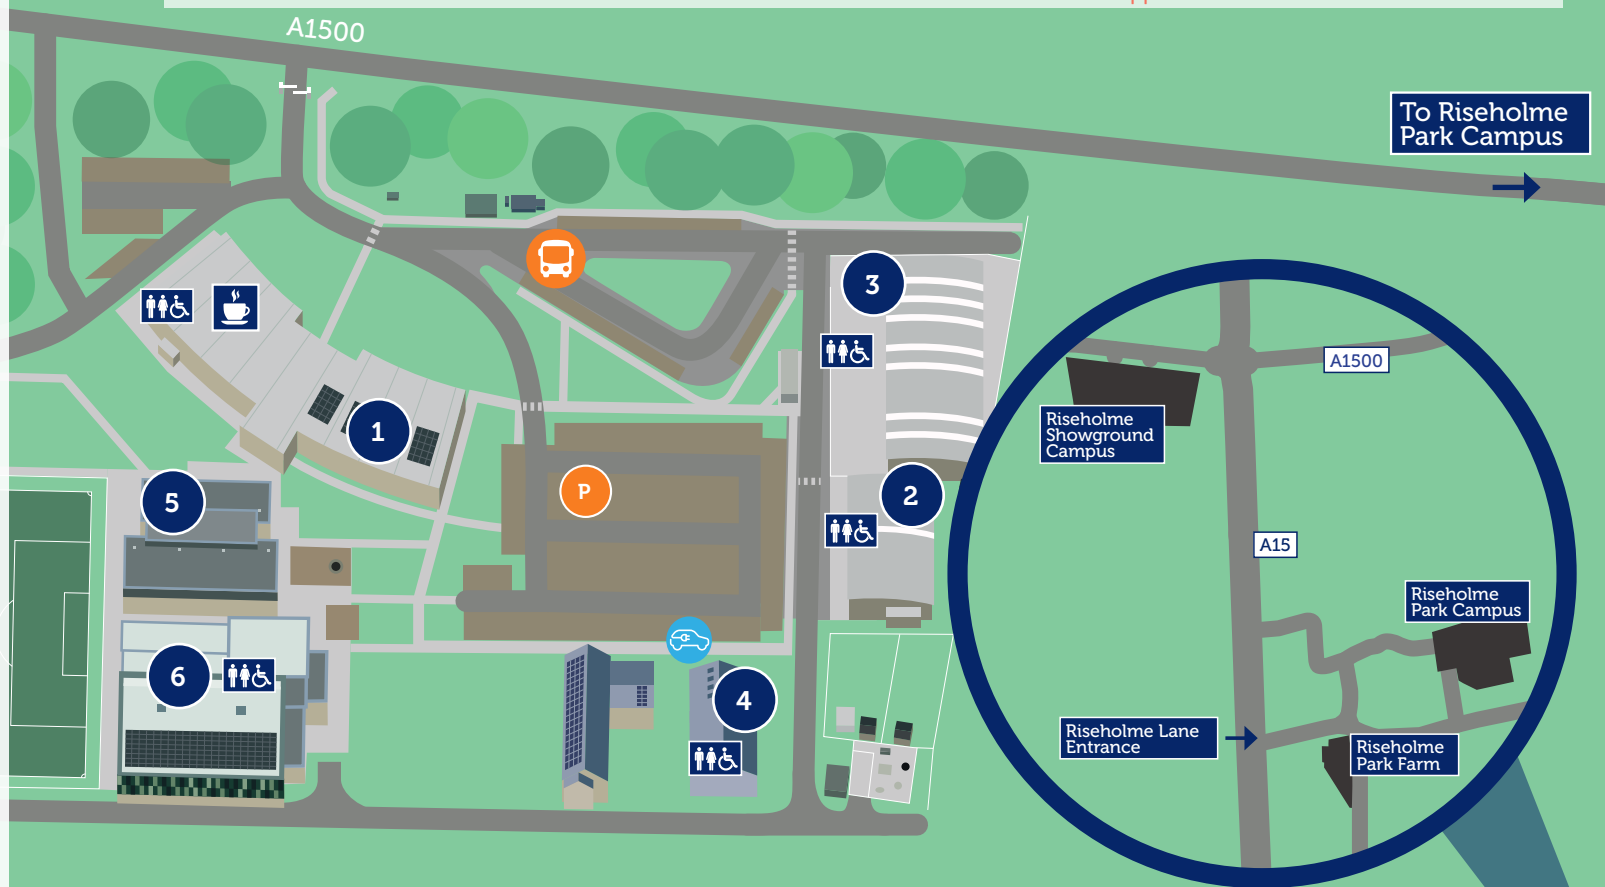 A1500
To Riseholme
Park Campus
3
1
2
5
P
6
4
A1500
Riseholme
Showground
Campus
A15
Riseholme
Park Campus
Riseholme Lane
Entrance
Riseholme
Park Farm